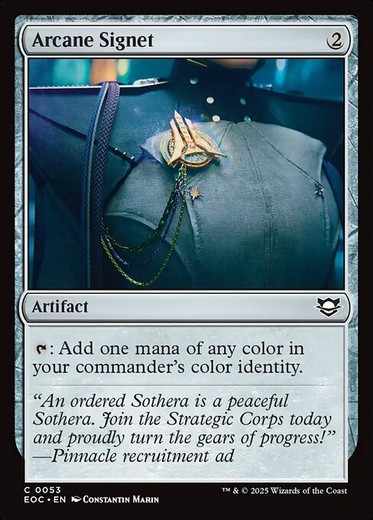 Arcane Signet 2
Artifact
: Add one mana of any color in
your commander's color identity.
“An ordered Sothera is a peaceful
Sothera. Join the Strategic Corps today
and proudly turn the gears of progress!”
—Pinnacle recruitment ad
C 0053
EOC • EN Constantin Marin
™ & © 2025 Wizards of the Coast